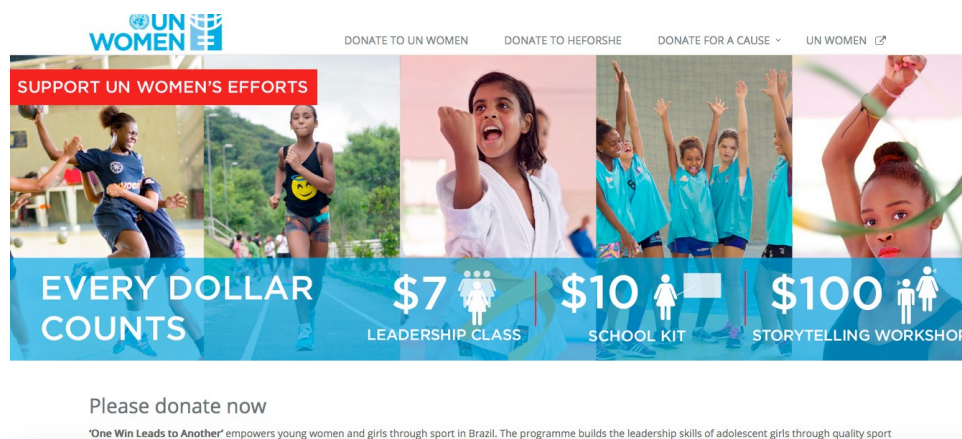 UN
WOMEN
DONATE TO UN WOMEN DONATE TO HEFORSHE DONATE FOR A CAUSE UN WOMEN
SUPPORT UN WOMEN'S EFFORTS
EVERY DOLLAR
COUNTS
$7
LEADERSHIP CLASS
$10
SCHOOL KIT
$100
STORYTELLING WORKSHOP
Please donate now
'One Win Leads to Another' empowers young women and girls through sport in Brazil. The programme builds the leadership skills of adolescent girls through quality sport